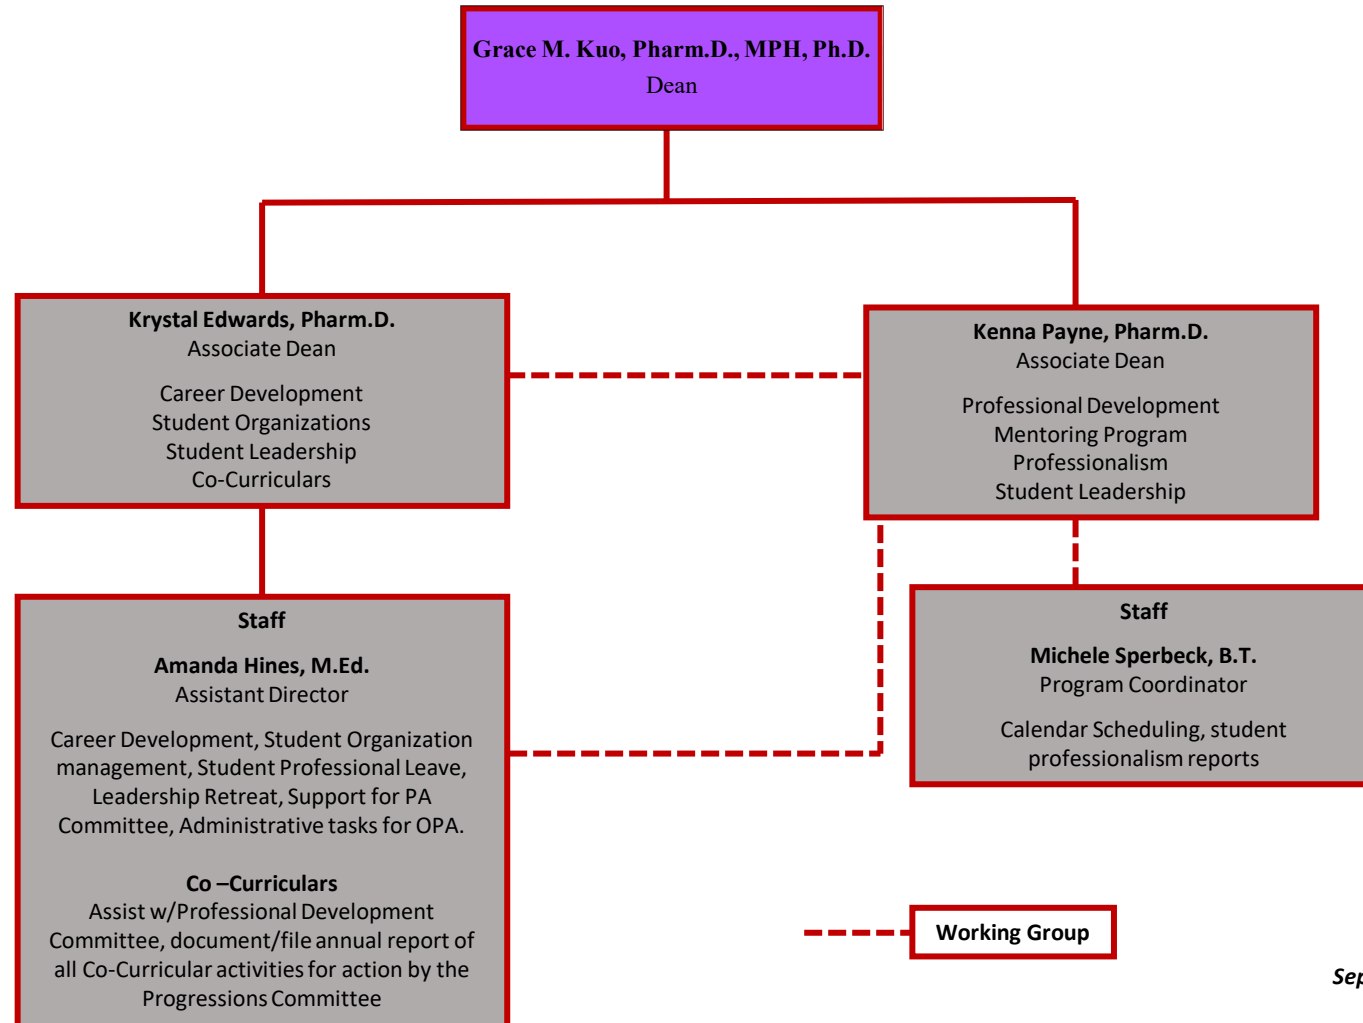 Grace M. Kuo, Pharm.D., MPH, Ph.D.
Dean
Krystal Edwards, Pharm.D.
Associate Dean
Career Development
Student Organizations
Student Leadership
Co-Curriculars
Kenna Payne, Pharm.D.
Associate Dean
Professional Development
Mentoring Program
Professionalism
Student Leadership
Staff
Amanda Hines, M.Ed.
Assistant Director
Career Development, Student Organization
management, Student Professional Leave,
Leadership Retreat, Support for PA
Committee, Administrative tasks for OPA.
Co –Curriculars
Assist w/Professional Development
Committee, document/file annual report of
all Co-Curricular activities for action by the
Progressions Committee
Staff
Michele Sperbeck, B.T.
Program Coordinator
Calendar Scheduling, student
professionalism reports
Working Group
Sep